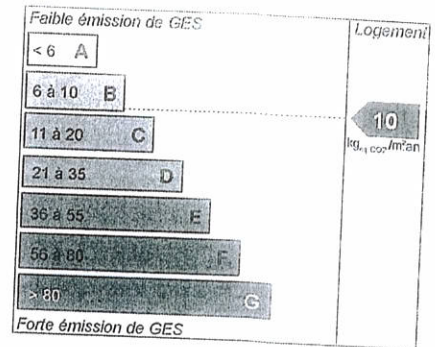 Faible émission de GES
Logement
< 6 A
6 à 10 B
10
kg éq CO2/m².an
11 à 20 C
21 à 35 D
36 à 55 E
56 à 80 F
> 80 G
Forte émission de GES